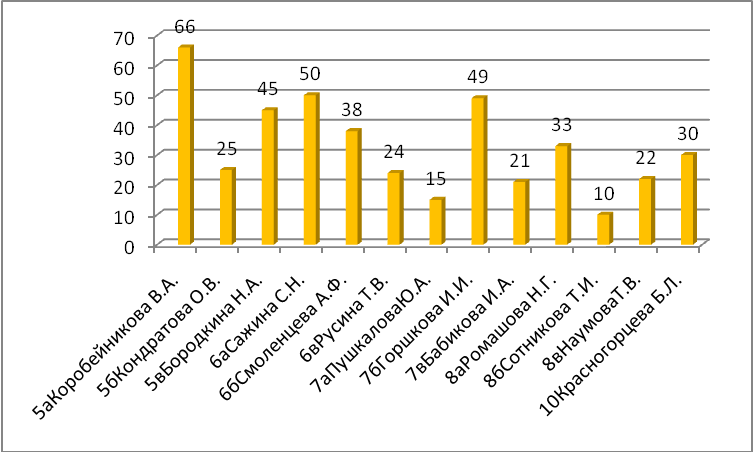 66
25
45
50
38
24
15
49
21
33
10
22
30
70
60
50
40
30
20
10
0
5аКоробейникова В.А.
5бКондратова О.В.
5вБородкина Н.А.
6аСажина С.Н.
6бСмоленцева А.Ф.
6вРусина Т.В.
7аПушкаловаЮ.А.
7бГоршкова И.И.
7вБабикова И.А.
8аРомашова Н.Г.
8бСотникова Т.И.
8вНаумоваТ.В.
10Красногорцева Б.Л.